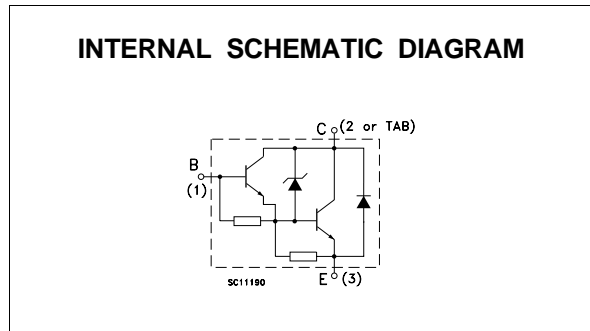 INTERNAL SCHEMATIC DIAGRAM
C (2 or TAB)
B
(1)
E (3)
SC11190